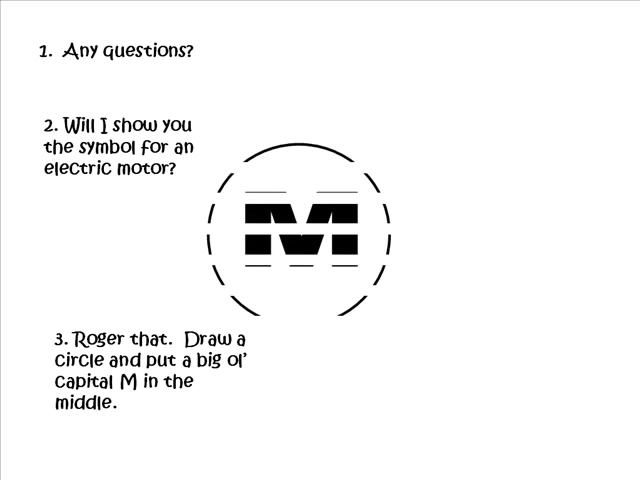 1. Any questions?
2. Will I show you
the symbol for an
electric motor?
M
3. Roger that. Draw a
circle and put a big ol'
capital M in the
middle.